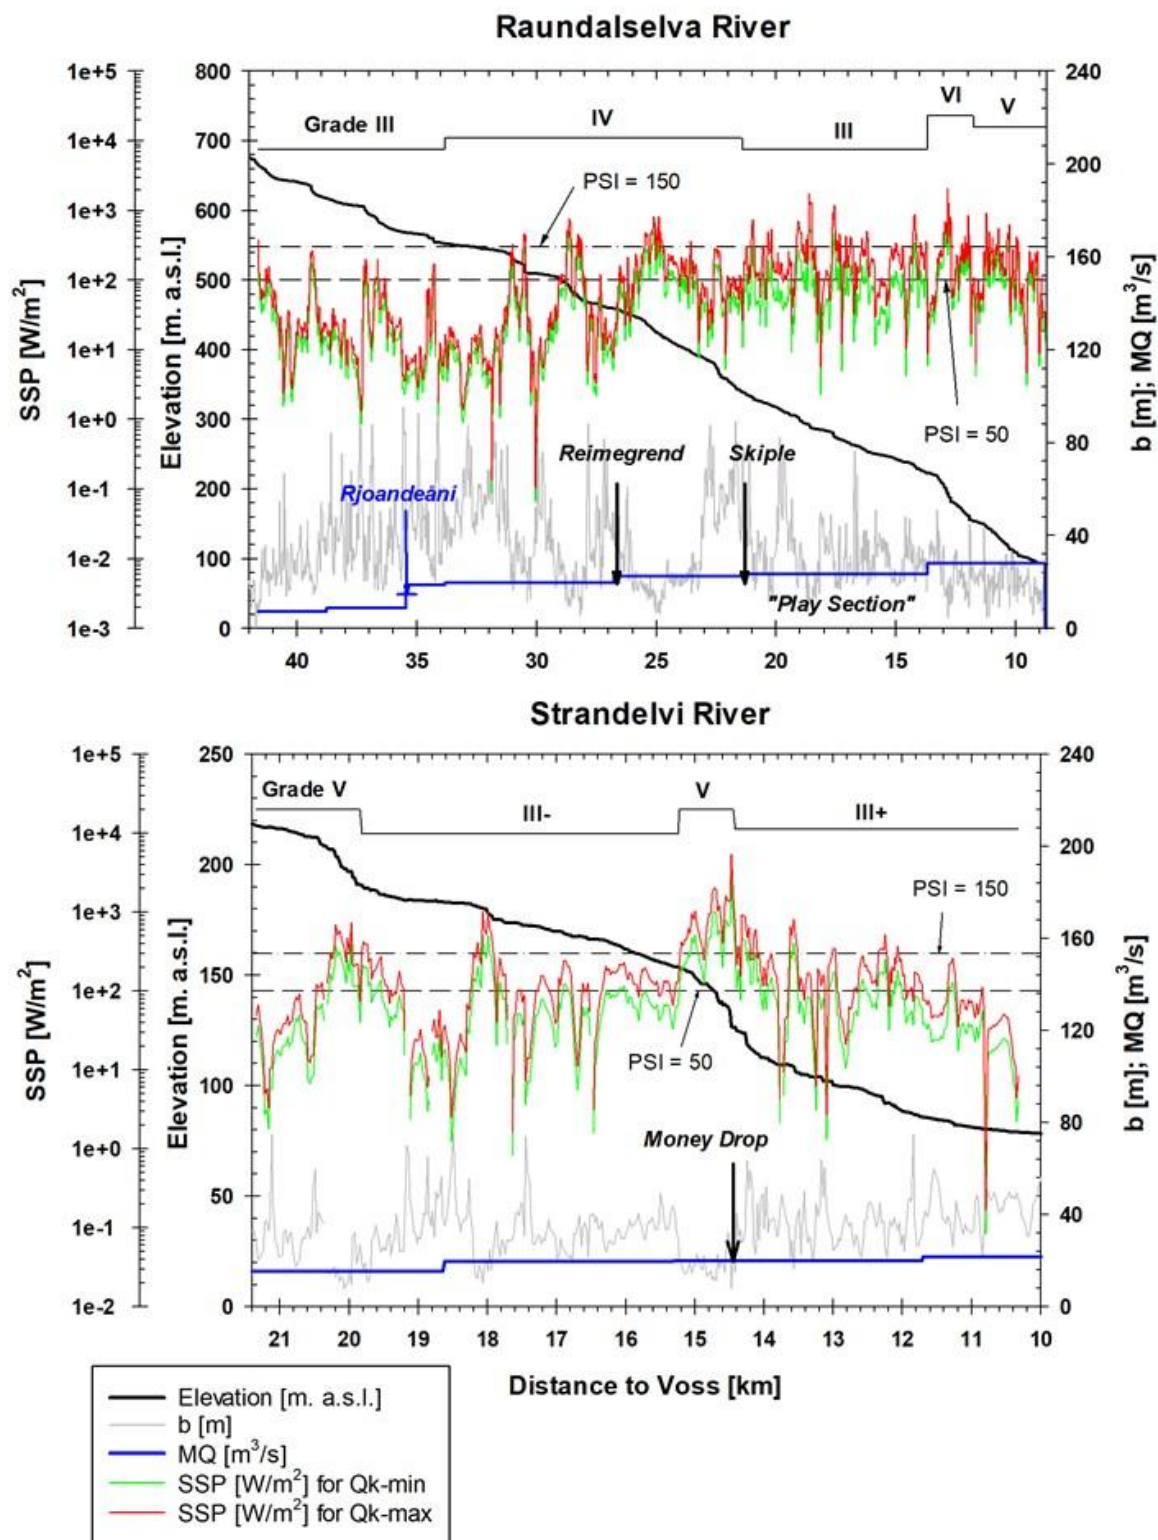 Raundalselva River
1e+5
1e+4
1e+3
1e+2
1e+1
1e+0
1e-1
1e-2
1e-3
SSP [W/m²]
800
700
600
500
400
300
200
100
0
Elevation [m. a.s.l.]
240
200
160
120
80
40
0
b [m]; MQ [m³/s]
Grade III
IV
III
VI
V
PSI = 150
PSI = 50
Rjoandeåni
Reimegrend
Skiple
"Play Section"
40
35
30
25
20
15
10
Strandelvi River
1e+5
1e+4
1e+3
1e+2
1e+1
1e+0
1e-1
1e-2
SSP [W/m²]
250
200
150
100
50
0
Elevation [m. a.s.l.]
240
200
160
120
80
40
0
b [m]; MQ [m³/s]
Grade V
III-
V
III+
PSI = 150
PSI = 50
Money Drop
21
20
19
18
17
16
15
14
13
12
11
10
Distance to Voss [km]
Elevation [m. a.s.l.]
b [m]
MQ [m³/s]
SSP [W/m²] for Qk-min
SSP [W/m²] for Qk-max